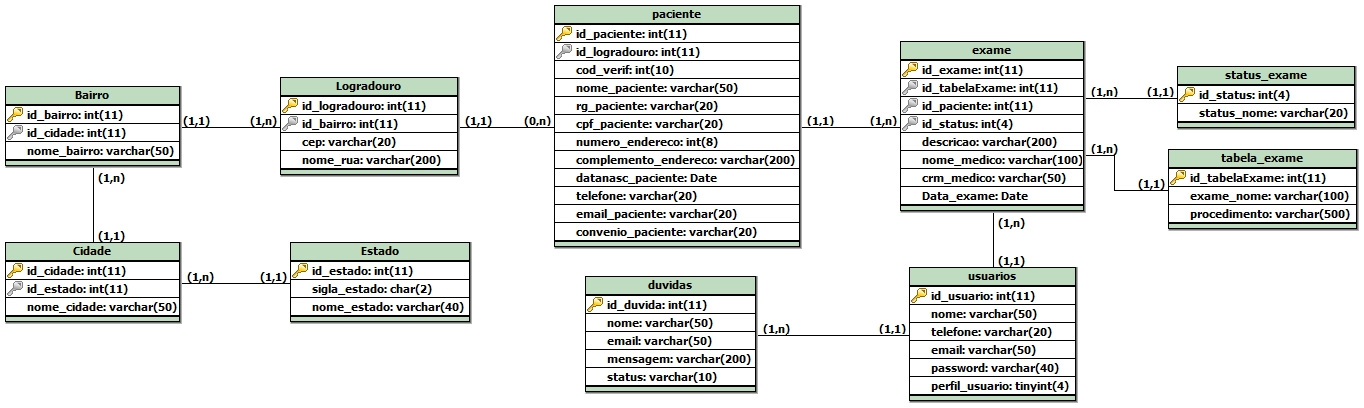 paciente
id_paciente: int(11)
id_logradouro: int(11)
cod_verif: int(10)
nome_paciente: varchar(50)
rg_paciente: varchar(20)
cpf_paciente: varchar(20)
numero_endereco: int(8)
complemento_endereco: varchar(200)
datanasc_paciente: Date
telefone: varchar(20)
email_paciente: varchar(20)
convenio_paciente: varchar(20)
exame
id_exame: int(11)
id_tabelaExame: int(11)
id_paciente: int(11)
id_status: int(4)
descricao: varchar(200)
nome_medico: varchar(100)
crm_medico: varchar(50)
Data_exame: Date
status_exame
id_status: int(4)
status_nome: varchar(20)
tabela_exame
id_tabelaExame: int(11)
exame_nome: varchar(100)
procedimento: varchar(500)
Bairro
id_bairro: int(11)
id_cidade: int(11)
nome_bairro: varchar(50)
Logradouro
id_logradouro: int(11)
id_bairro: int(11)
cep: varchar(20)
nome_rua: varchar(200)
Cidade
id_cidade: int(11)
id_estado: int(11)
nome_cidade: varchar(50)
Estado
id_estado: int(11)
sigla_estado: char(2)
nome_estado: varchar(40)
duvidas
id_duvida: int(11)
nome: varchar(50)
email: varchar(50)
mensagem: varchar(200)
status: varchar(10)
usuarios
id_usuario: int(11)
nome: varchar(50)
telefone: varchar(20)
email: varchar(50)
password: varchar(40)
perfil_usuario: tinyint(4)
(1,1)
(1,n)
(1,1)
(0,n)
(1,1)
(1,n)
(1,n)
(1,1)
(1,n)
(1,1)
(1,n)
(1,1)
(1,n)
(1,1)
(1,n)
(1,1)
(1,n)
(1,1)